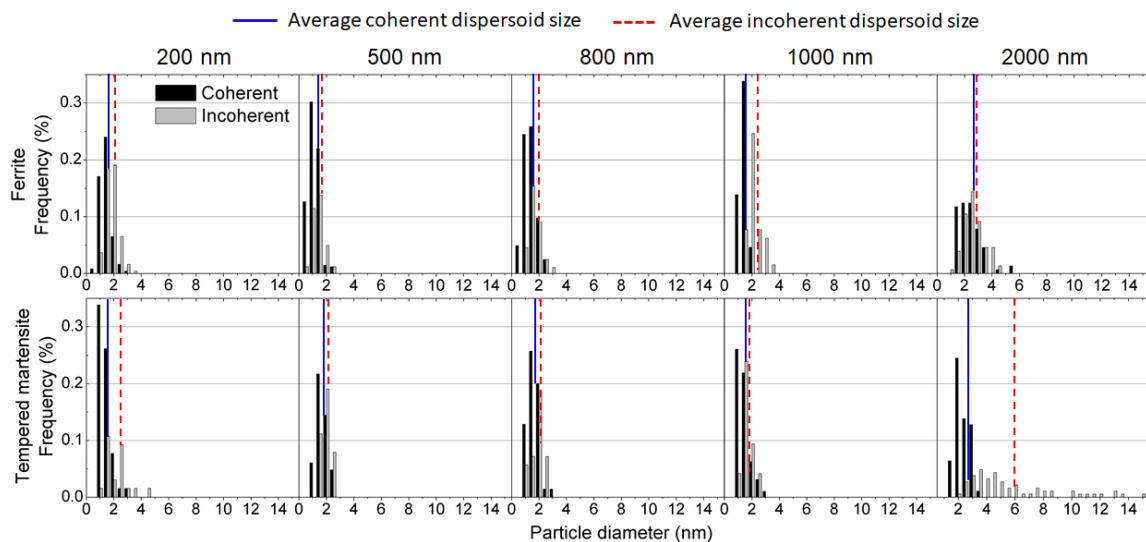 Average coherent dispersoid size Average incoherent dispersoid size
200 nm 500 nm 800 nm 1000 nm 2000 nm
Coherent
Incoherent
Ferrite
Frequency (%)
0.3
0.2
0.1
0.0
0 2 4 6 8 10 12 14 0 2 4 6 8 10 12 14 0 2 4 6 8 10 12 14 0 2 4 6 8 10 12 14 0 2 4 6 8 10 12 14
Tempered martensite
Frequency (%)
0.3
0.2
0.1
0.0
0 2 4 6 8 10 12 14 0 2 4 6 8 10 12 14 0 2 4 6 8 10 12 14 0 2 4 6 8 10 12 14 2 4 6 8 10 12 14
Particle diameter (nm)